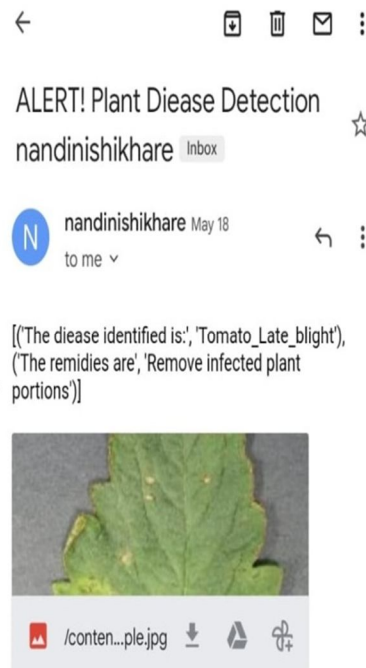 ALERT! Plant Diease Detection
nandinishikhare Inbox
N
nandinishikhare May 18
to me
[('The diease identified is:', 'Tomato_Late_blight'),
('The remidies are', 'Remove infected plant
portions')]
/conten...ple.jpg